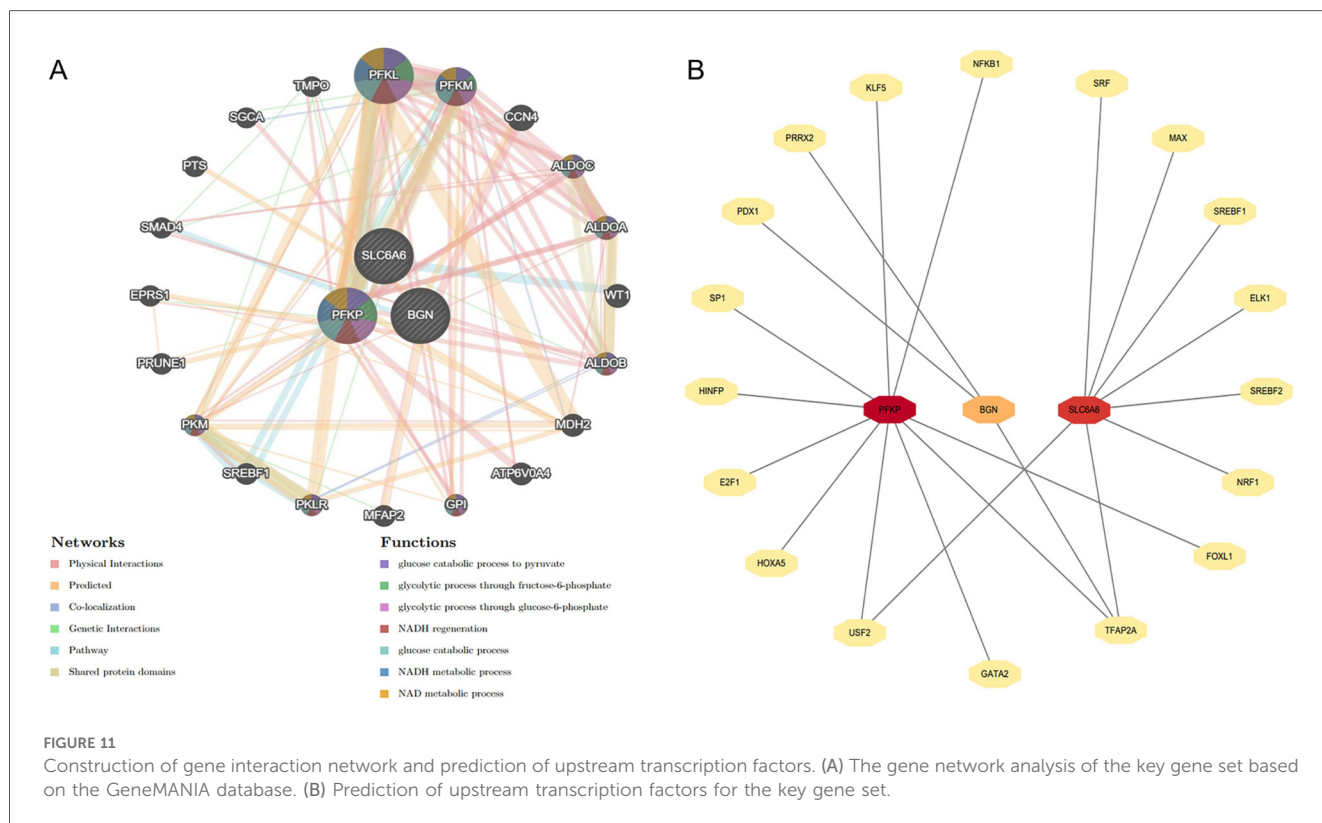 A
PFKL
PFKM
TMPO
SGCA
CCN4
PTS
ALDOC
SMAD4
ALDOA
SLC6A6
EPRS1
WT1
PFKP
BGN
PRUNE1
ALDOB
PKM
MDH2
SREBF1
ATP6V0A4
PKLR
MFAP2
GPI
Networks
Physical Interactions
Predicted
Co-localization
Genetic Interactions
Pathway
Shared protein domains
Functions
glucose catabolic process to pyruvate
glycolytic process through fructose-6-phosphate
glycolytic process through glucose-6-phosphate
NADH regeneration
glucose catabolic process
NADH metabolic process
NAD metabolic process
B
NFKB1
KLF5
SRF
PRRX2
MAX
PDX1
SREBF1
SP1
ELK1
HINFP
SREBF2
PFKP
BGN
SLC6A6
E2F1
NRF1
HOXA5
FOXL1
USF2
TFAP2A
GATA2
FIGURE 11
Construction of gene interaction network and prediction of upstream transcription factors. (A) The gene network analysis of the key gene set based
on the GeneMANIA database. (B) Prediction of upstream transcription factors for the key gene set.